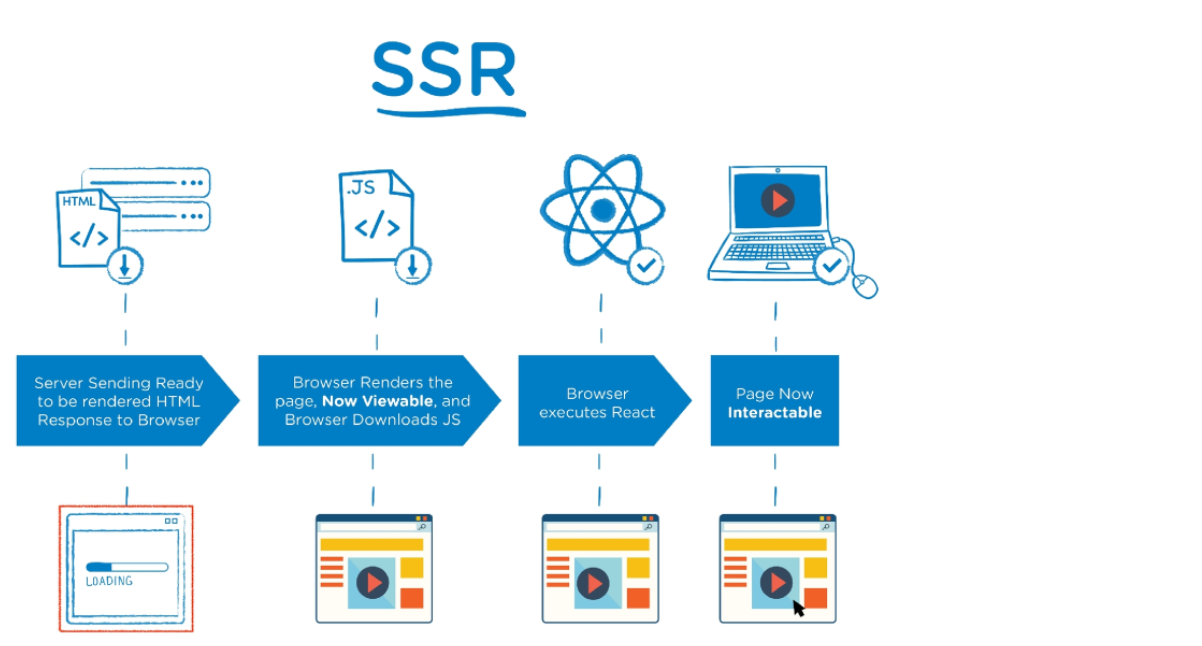 SSR
HTML
</>
.JS
</>
Server Sending Ready
to be rendered HTML
Response to Browser
Browser Renders the
page, Now Viewable, and
Browser Downloads JS
Browser
executes React
Page Now
Interactable
LOADING